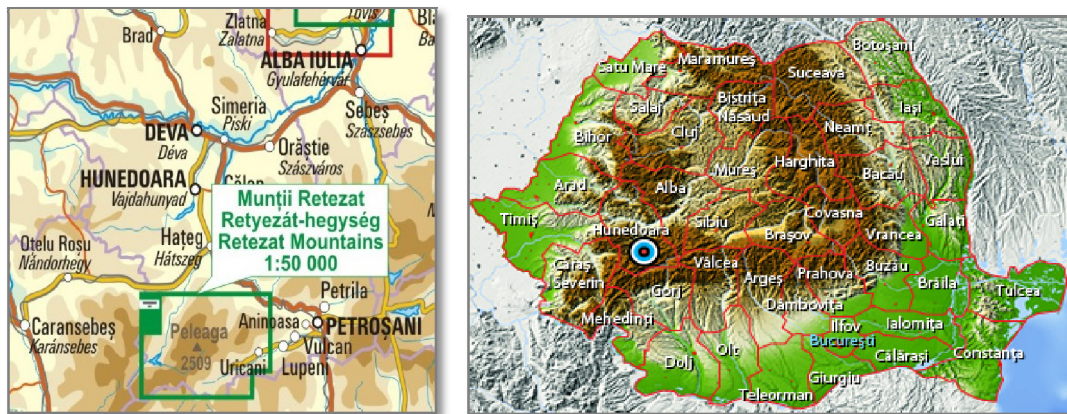 Zlatna
Zalatna
Tövis
Brad
ALBA IULIA
Gyulafehérvár
Simeria
Piski
Sebeș
Szászsebes
DEVA
Déva
Orăștie
Szászváros
HUNEDOARA
Vajdahunyad
Călan
Munții Retezat
Retyezát-hegység
Retezat Mountains
1:50 000
Hațeg
Hátszeg
Oțelu Roșu
Nándorhegy
Petrila
Aninoasa
PETROȘANI
Caransebeș
Karánsebes
Peleaga
2509
Vulcan
Uricani
Lupeni
Botoșani
Satu Mare
Maramureș
Suceava
Bistrița
Năsăud
Iași
Salaj
Cluj
Neamț
Bihor
Mureș
Harghita
Vaslui
Bacău
Arad
Alba
Timiș
Hunedoara
Sibiu
Covasna
Brașov
Vrancea
Galați
Caraș
Severin
Vâlcea
Gorj
Argeș
Prahova
Buzău
Brăila
Tulcea
Mehedinți
Dâmbovița
Ilfov
Ialomița
București
Dolj
Olt
Călărași
Constanța
Giurgiu
Teleorman